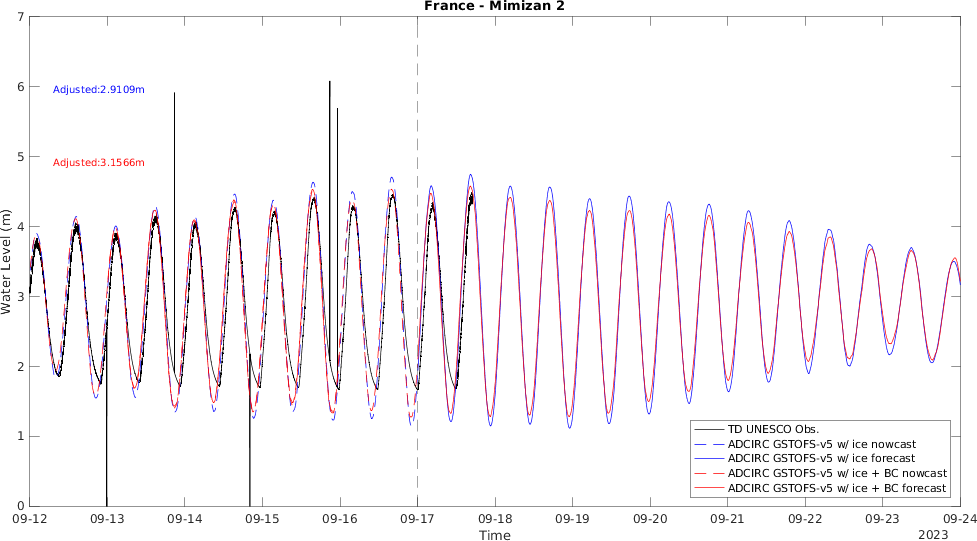 France - Mimizan 2
7
6
5
4
3
2
1
0
Water Level (m)
Adjusted:2.9109m
Adjusted:3.1566m
TD UNESCO Obs.
ADCIRC GSTOFS-v5 w/ ice nowcast
ADCIRC GSTOFS-v5 w/ ice forecast
ADCIRC GSTOFS-v5 w/ ice + BC nowcast
ADCIRC GSTOFS-v5 w/ ice + BC forecast
09-12 09-13 09-14 09-15 09-16 09-17 09-18 09-19 09-20 09-21 09-22 09-23 09-24
Time
2023